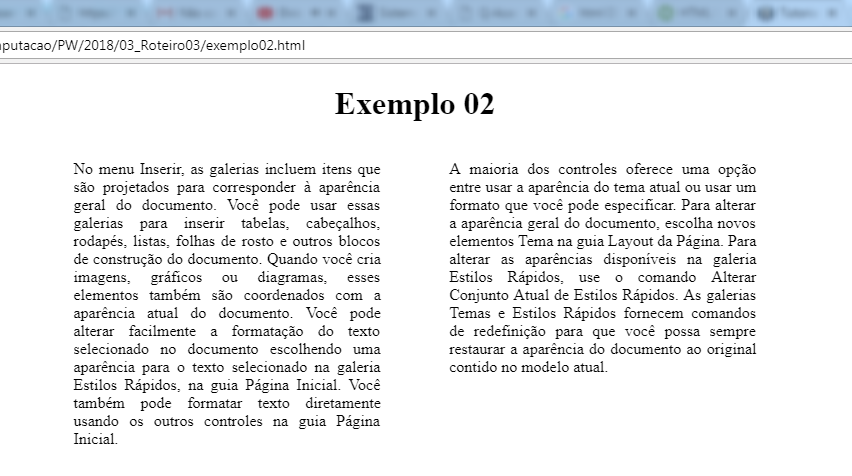 putacao/PW/2018/03_Roteiro03/exemplo02.html
Exemplo 02
No menu Inserir, as galerias incluem itens que
são projetados para corresponder à aparência
geral do documento. Você pode usar essas
galerias para inserir tabelas, cabeçalhos,
rodapés, listas, folhas de rosto e outros blocos
de construção do documento. Quando você cria
imagens, gráficos ou diagramas, esses
elementos também são coordenados com a
aparência atual do documento. Você pode
alterar facilmente a formatação do texto
selecionado no documento escolhendo uma
aparência para o texto selecionado na galeria
Estilos Rápidos, na guia Página Inicial. Você
também pode formatar texto diretamente
usando os outros controles na guia Página
Inicial.
A maioria dos controles oferece uma opção
entre usar a aparência do tema atual ou usar um
formato que você pode especificar. Para alterar
a aparência geral do documento, escolha novos
elementos Tema na guia Layout da Página. Para
alterar as aparências disponíveis na galeria
Estilos Rápidos, use o comando Alterar
Conjunto Atual de Estilos Rápidos. As galerias
Temas e Estilos Rápidos fornecem comandos
de redefinição para que você possa sempre
restaurar a aparência do documento ao original
contido no modelo atual.